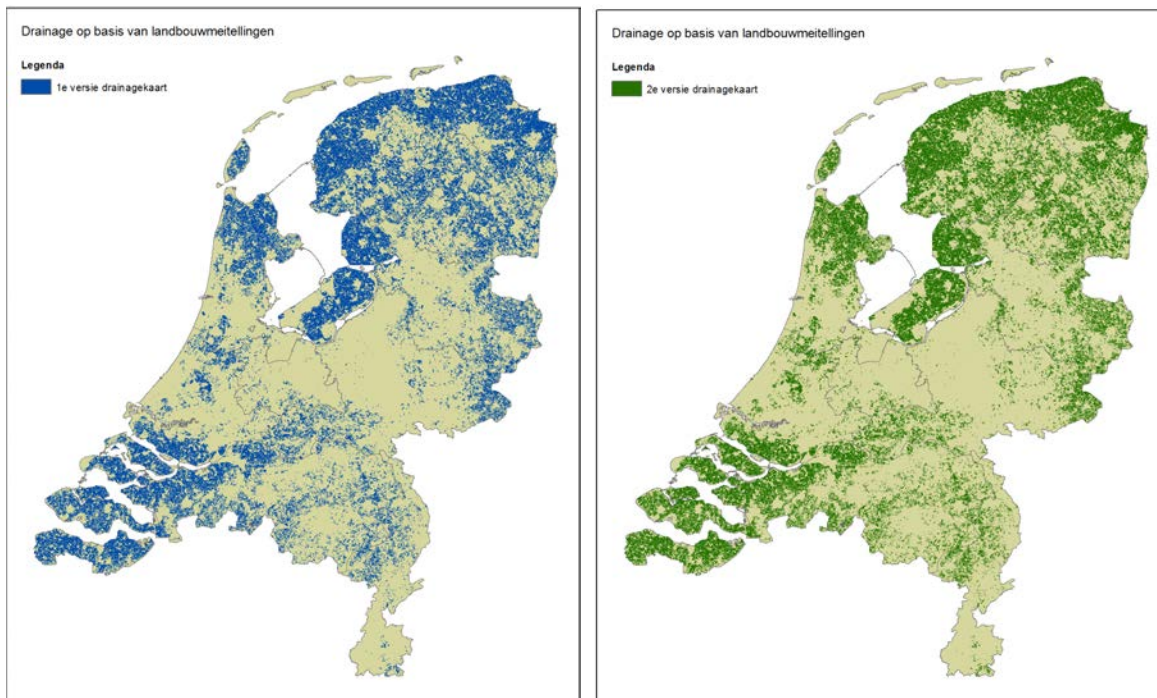 Drainage op basis van landbouwmeitellingen
Legenda
1e versie drainagekaart
Drainage op basis van landbouwmeitellingen
Legenda
2e versie drainagekaart